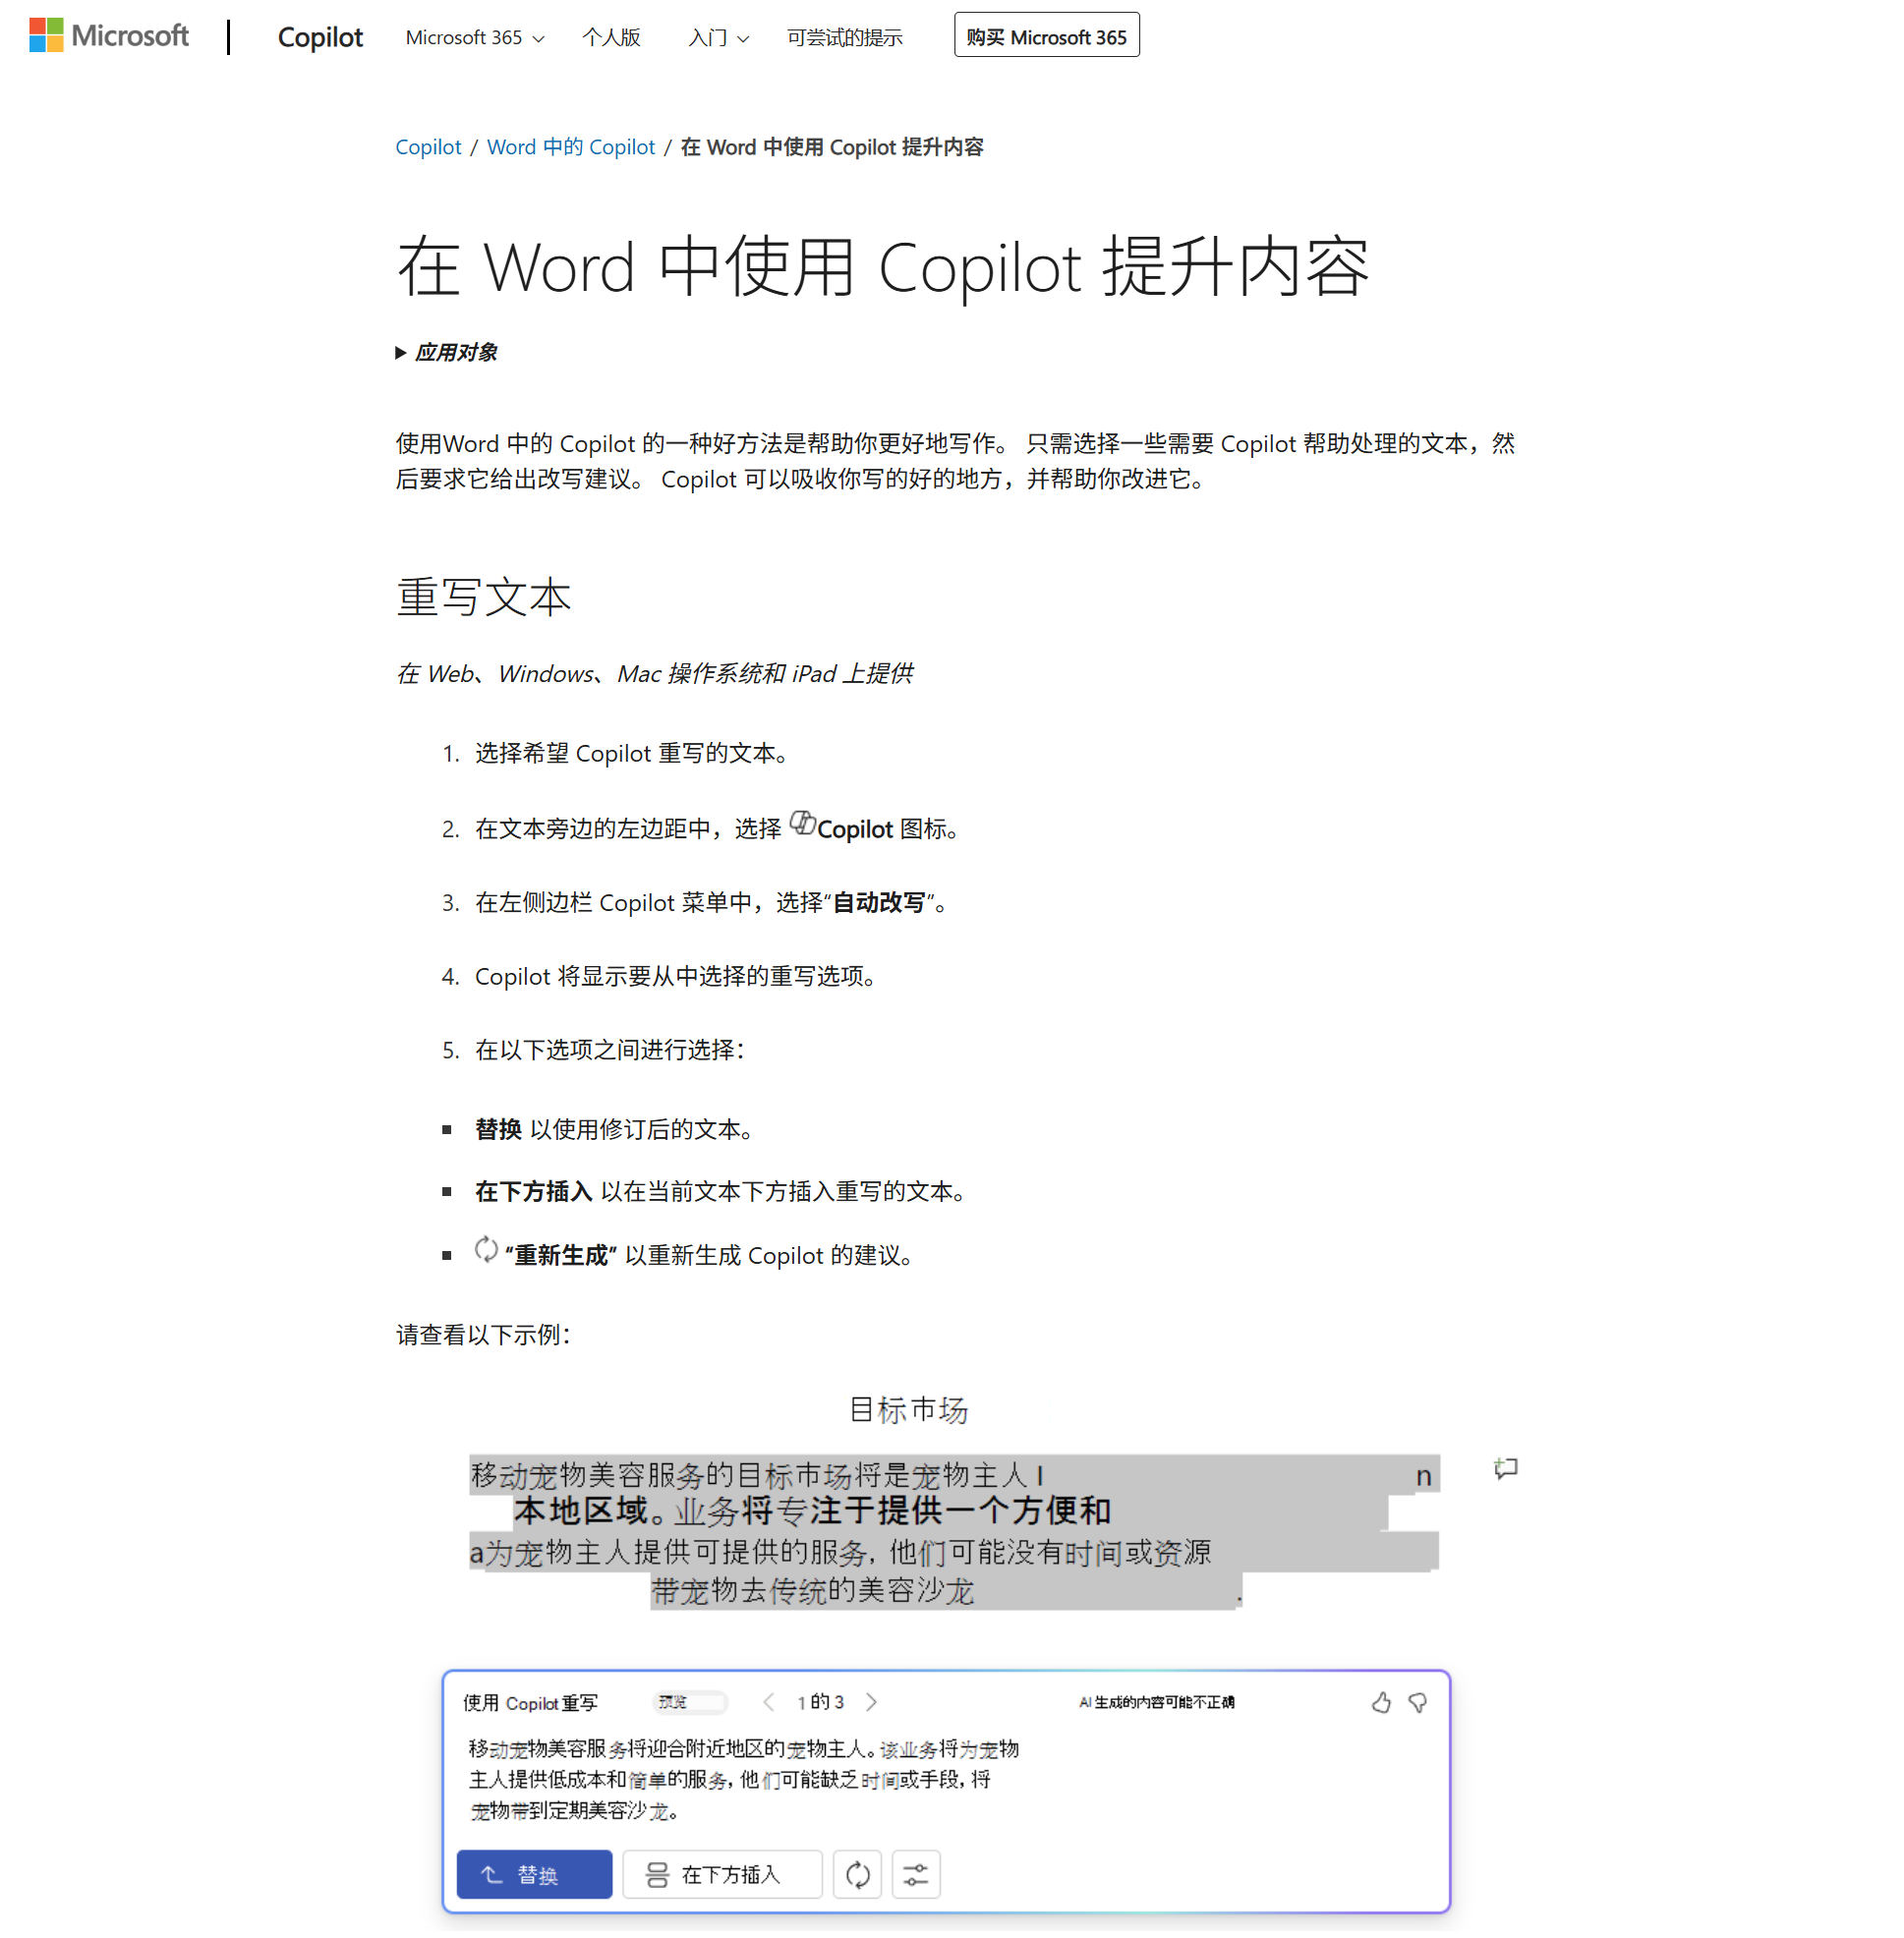 Microsoft
Copilot
Microsoft 365
个人版
入门
可尝试的提示
购买 Microsoft 365
Copilot / Word 中的 Copilot / 在 Word 中使用 Copilot 提升内容
在 Word 中使用 Copilot 提升内容
应用对象
使用Word 中的 Copilot 的一种好方法是帮助你更好地写作。 只需选择一些需要 Copilot 帮助处理的文本，然
后要求它给出改写建议。 Copilot 可以吸收你写的好的地方，并帮助你改进它。
重写文本
在 Web、Windows、Mac 操作系统和 iPad 上提供
1. 选择希望 Copilot 重写的文本。
2. 在文本旁边的左边距中，选择 Copilot 图标。
3. 在左侧边栏 Copilot 菜单中，选择“自动改写”。
4. Copilot 将显示要从中选择的重写选项。
5. 在以下选项之间进行选择：
■ 替换 以使用修订后的文本。
■ 在下方插入 以在当前文本下方插入重写的文本。
■ “重新生成” 以重新生成 Copilot 的建议。
请查看以下示例：
目标市场
移动宠物美容服务的目标市场将是宠物主人 I n
本地区域。业务将专注于提供一个方便和
a为宠物主人提供可提供的服务, 他们可能没有时间或资源
带宠物去传统的美容沙龙 .
使用 Copilot 重写
预览
1 的 3
AI 生成的内容可能不正确
移动宠物美容服务将迎合附近地区的宠物主人。该业务将为宠物
主人提供低成本和简单的服务, 他们可能缺乏时间或手段, 将
宠物带到定期美容沙龙。
替换
在下方插入